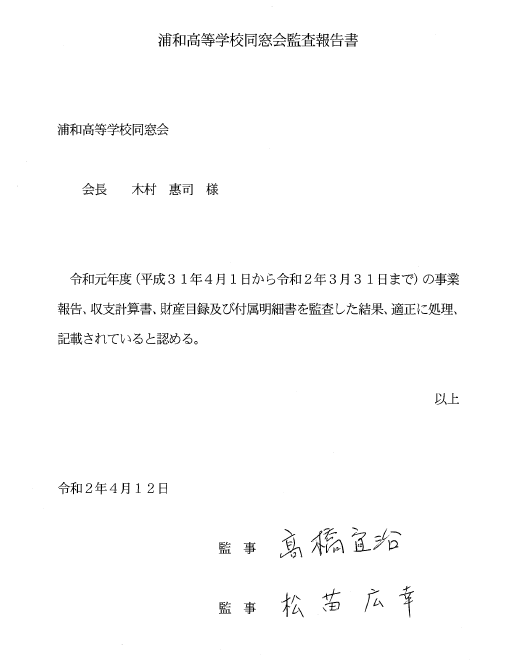 浦和高等学校同窓会監査報告書
浦和高等学校同窓会
会長　　木村　惠司　様
令和元年度（平成３１年４月１日から令和２年３月３１日まで）の事業
報告、収支計算書、財産目録及び付属明細書を監査した結果、適正に処理、
記載されていると認める。
以上
令和２年４月１２日
監　事　髙橋宣治
監　事　松苗広幸